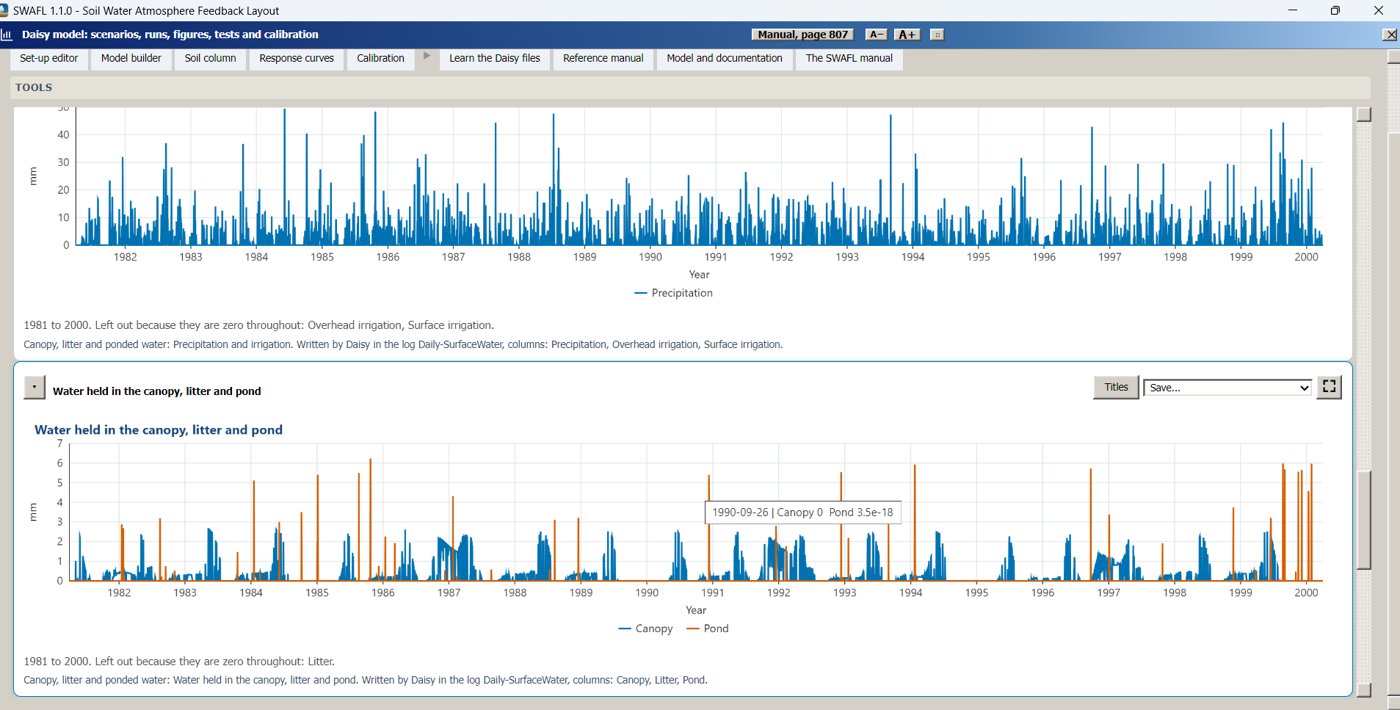 SWAFL 1.1.0 - Soil Water Atmosphere Feedback Layout
Daisy model: scenarios, runs, figures, tests and calibration
Manual, page 807
A−
A+
Set-up editor
Model builder
Soil column
Response curves
Calibration
Learn the Daisy files
Reference manual
Model and documentation
The SWAFL manual
TOOLS
50
40
30
20
10
0
mm
1982 1983 1984 1985 1986 1987 1988 1989 1990 1991 1992 1993 1994 1995 1996 1997 1998 1999 2000
Year
Precipitation
1981 to 2000. Left out because they are zero throughout: Overhead irrigation, Surface irrigation.
Canopy, litter and ponded water: Precipitation and irrigation. Written by Daisy in the log Daily-SurfaceWater, columns: Precipitation, Overhead irrigation, Surface irrigation.
Water held in the canopy, litter and pond
Titles
Save...
Water held in the canopy, litter and pond
7
6
5
4
3
2
1
0
mm
1990-09-26 | Canopy 0 Pond 3.5e-18
1982 1983 1984 1985 1986 1987 1988 1989 1990 1991 1992 1993 1994 1995 1996 1997 1998 1999 2000
Year
Canopy Pond
1981 to 2000. Left out because they are zero throughout: Litter.
Canopy, litter and ponded water: Water held in the canopy, litter and pond. Written by Daisy in the log Daily-SurfaceWater, columns: Canopy, Litter, Pond.